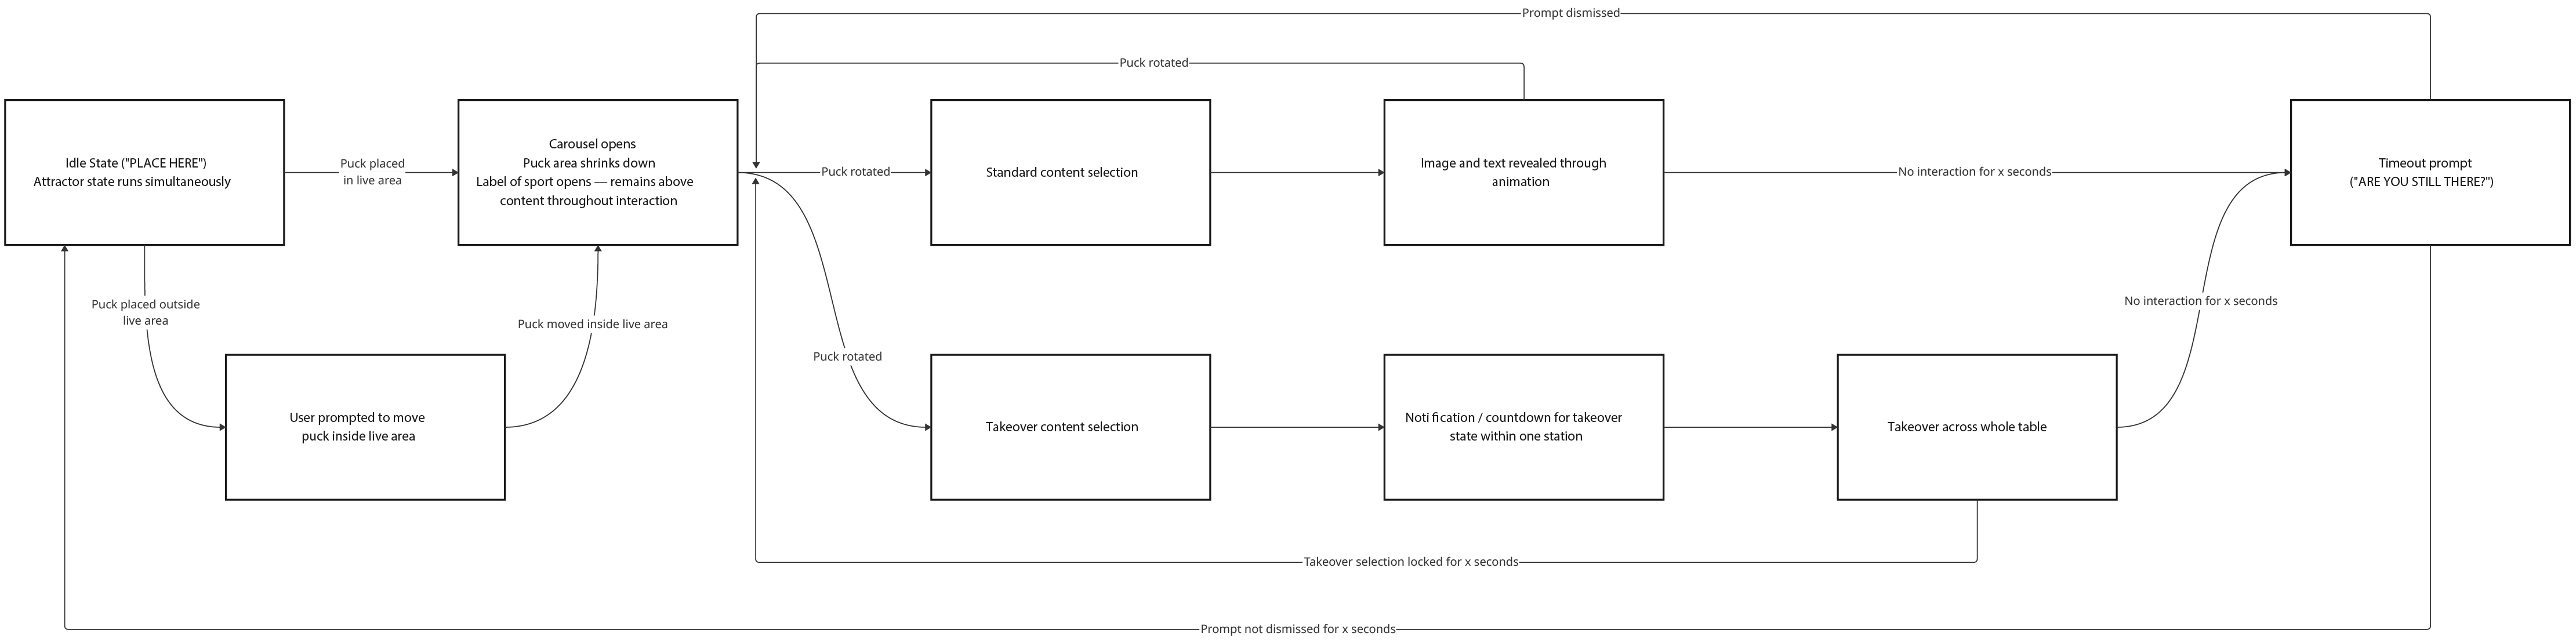 Prompt dismissed
Puck rotated
Idle State ("PLACE HERE")
Attractor state runs simultaneously
Puck placed
in live area
Carousel opens
Puck area shrinks down
Label of sport opens — remains above
content throughout interaction
Puck rotated
Standard content selection
Image and text revealed through
animation
No interaction for x seconds
Timeout prompt
("ARE YOU STILL THERE?")
Puck placed outside
live area
Puck moved inside live area
No interaction for x seconds
Puck rotated
User prompted to move
puck inside live area
Takeover content selection
Noti fication / countdown for takeover
state within one station
Takeover across whole table
Takeover selection locked for x seconds
Prompt not dismissed for x seconds